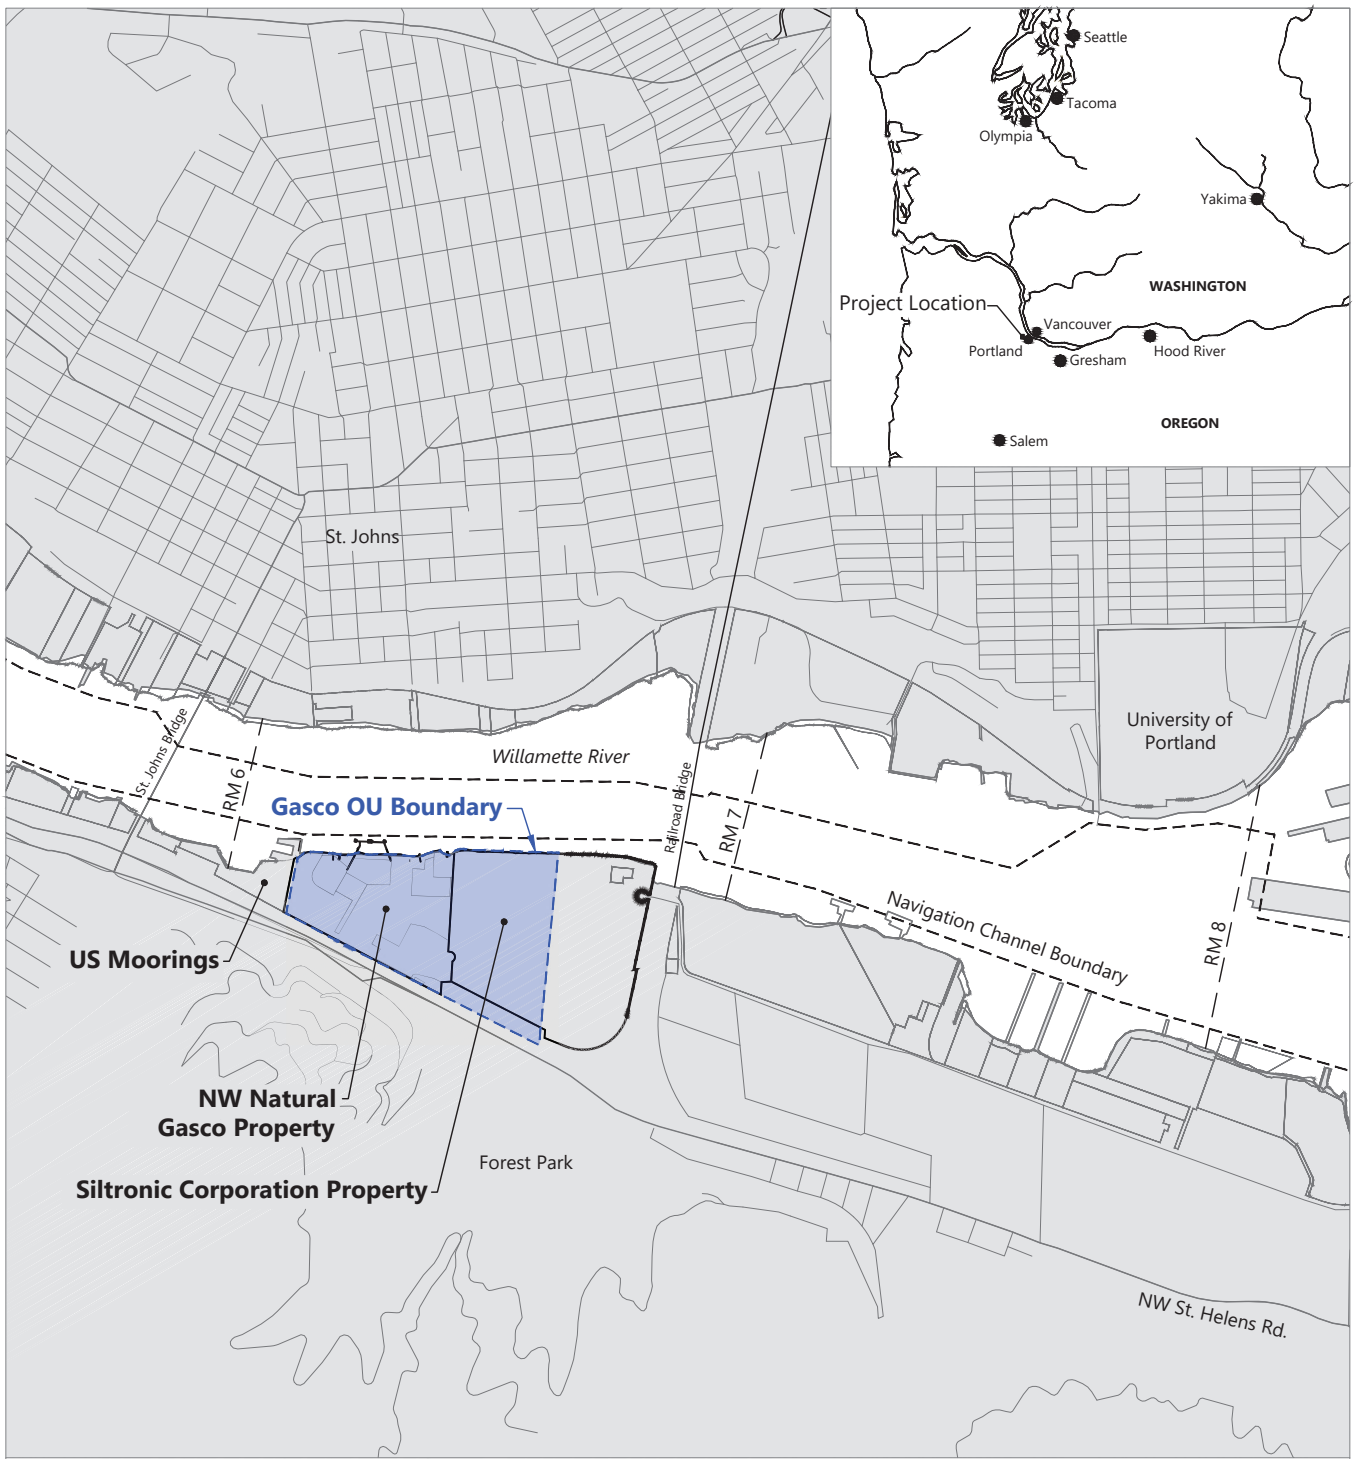 Seattle
Tacoma
Olympia
Yakima
WASHINGTON
Project Location
Vancouver
Portland
Hood River
Gresham
OREGON
Salem
St. Johns
University of
Portland
St. Johns Bridge
Willamette River
RM 6
Gasco OU Boundary
Railroad Bridge
RM 7
Navigation Channel Boundary
RM 8
US Moorings
NW Natural
Gasco Property
Forest Park
Siltronic Corporation Property
NW St. Helens Rd.